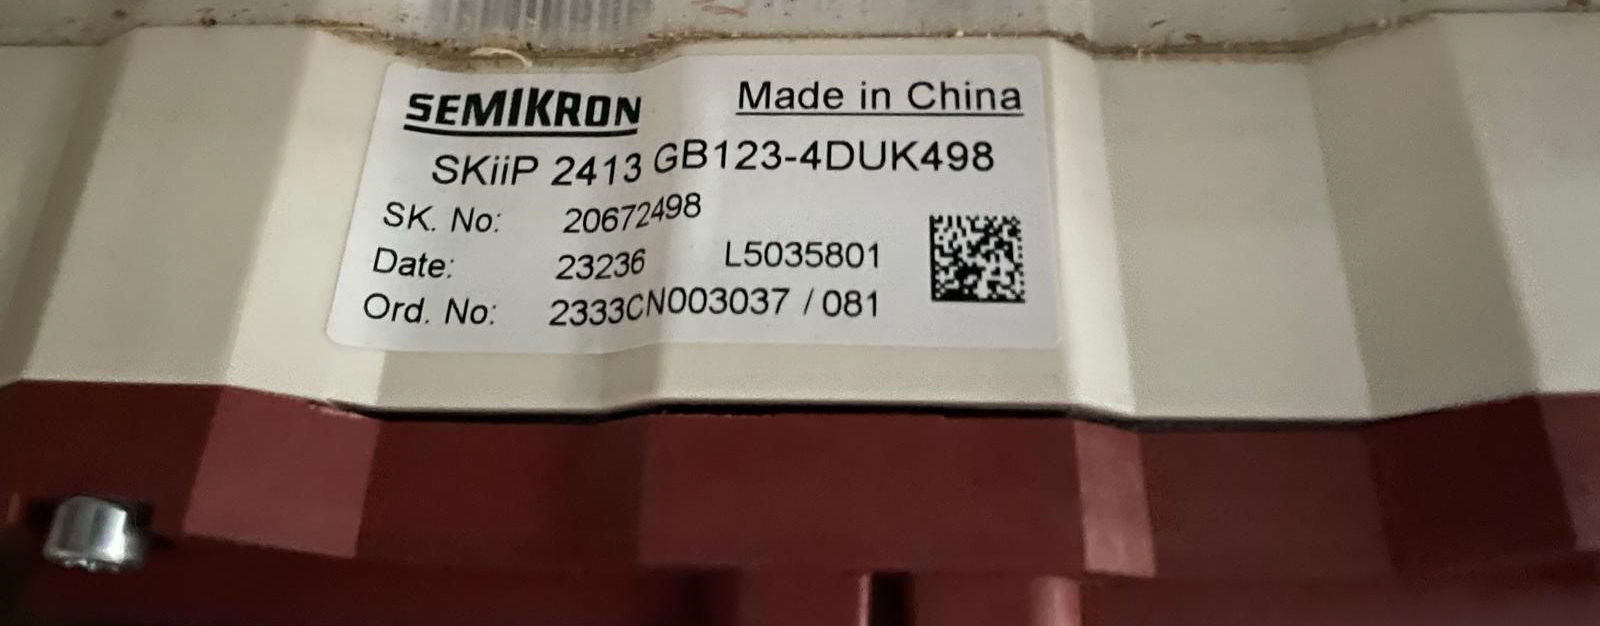 SEMIKRON
Made in China
SKiiP 2413 GB123-4DUK498
SK. No: 20672498
Date: 23236 L5035801
Ord. No: 2333CN003037 / 081